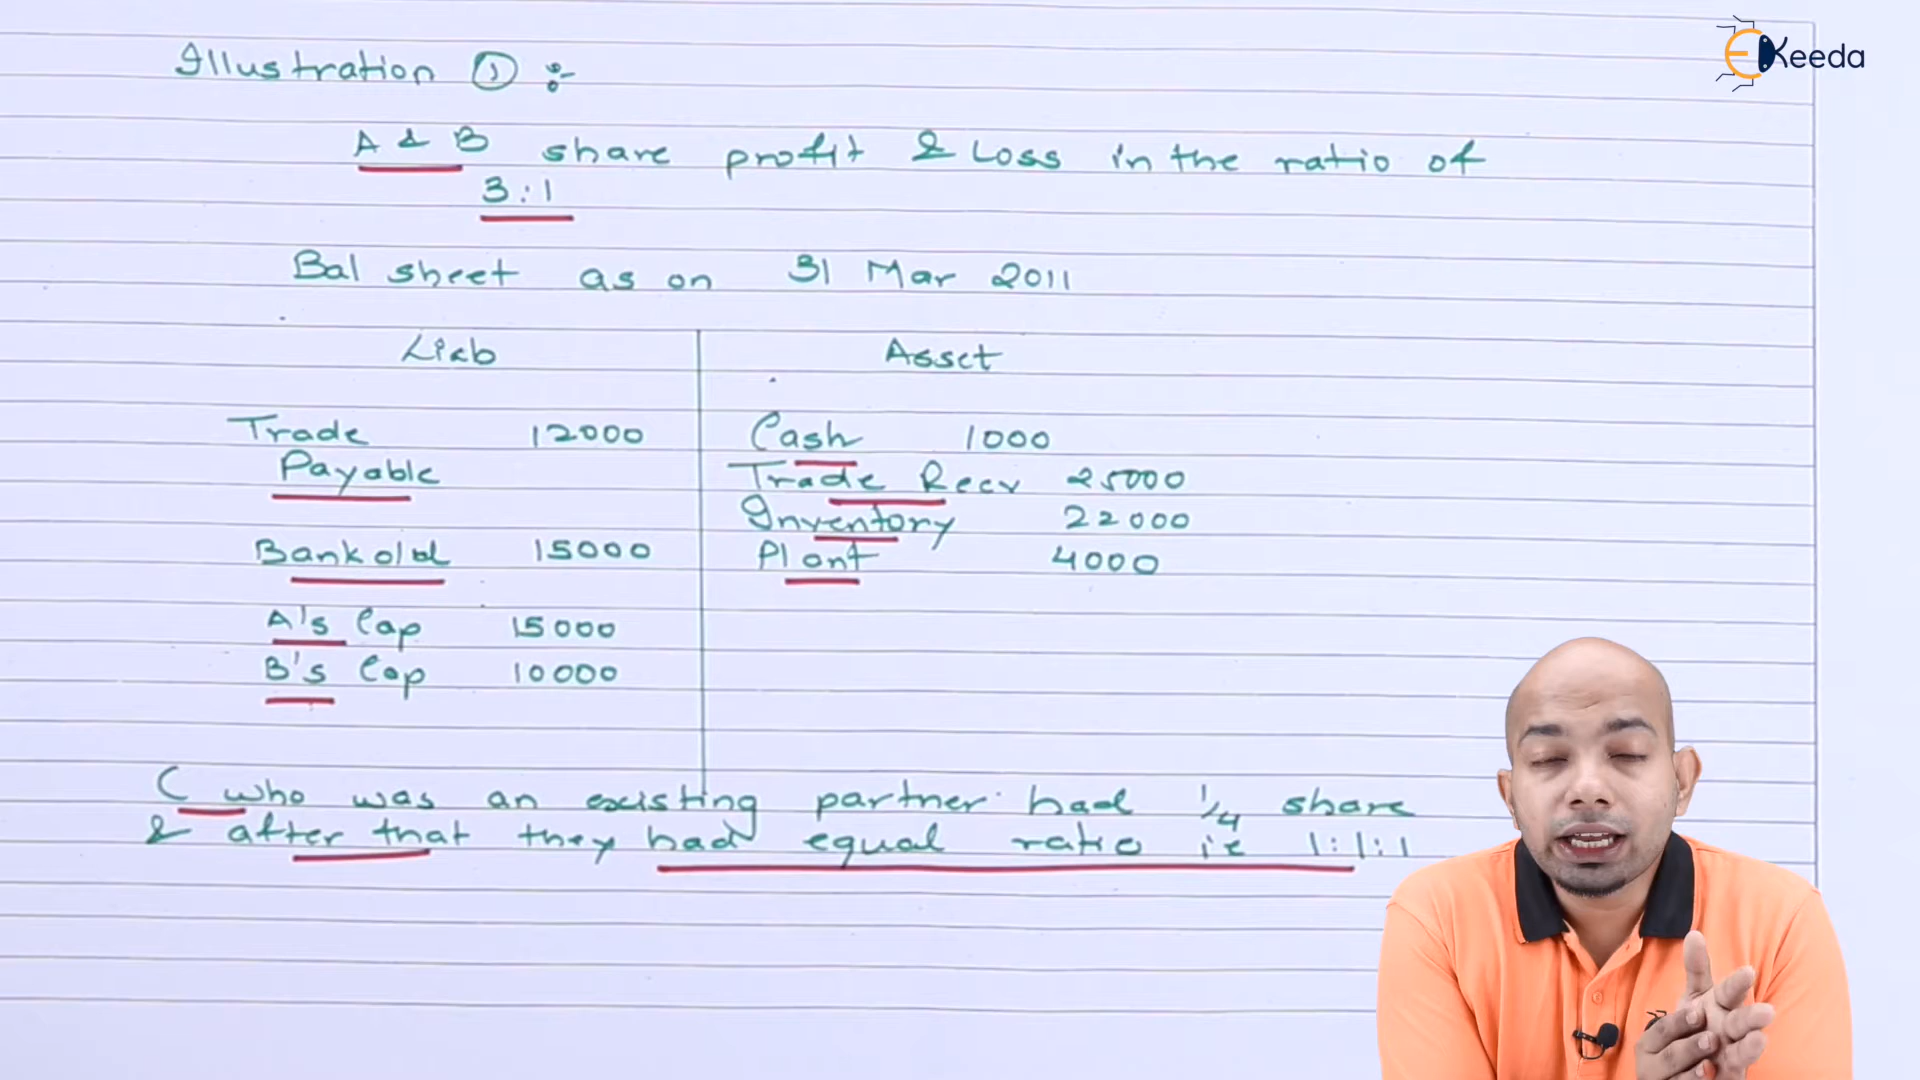 EKeeda
Illustration ① :-
A & B share profit & Loss in the ratio of
3:1
Bal sheet as on 31 Mar 2011
Liab Asset
Trade 12000 Cash 1000
Payable Trade Recv 25000
Inventory 22000
Bank o/d 15000 Plant 4000
A's Cap 15000
B's Cap 10000
C who was an existing partner had 1/4 share
& after that they had equal ratio ie 1:1:1